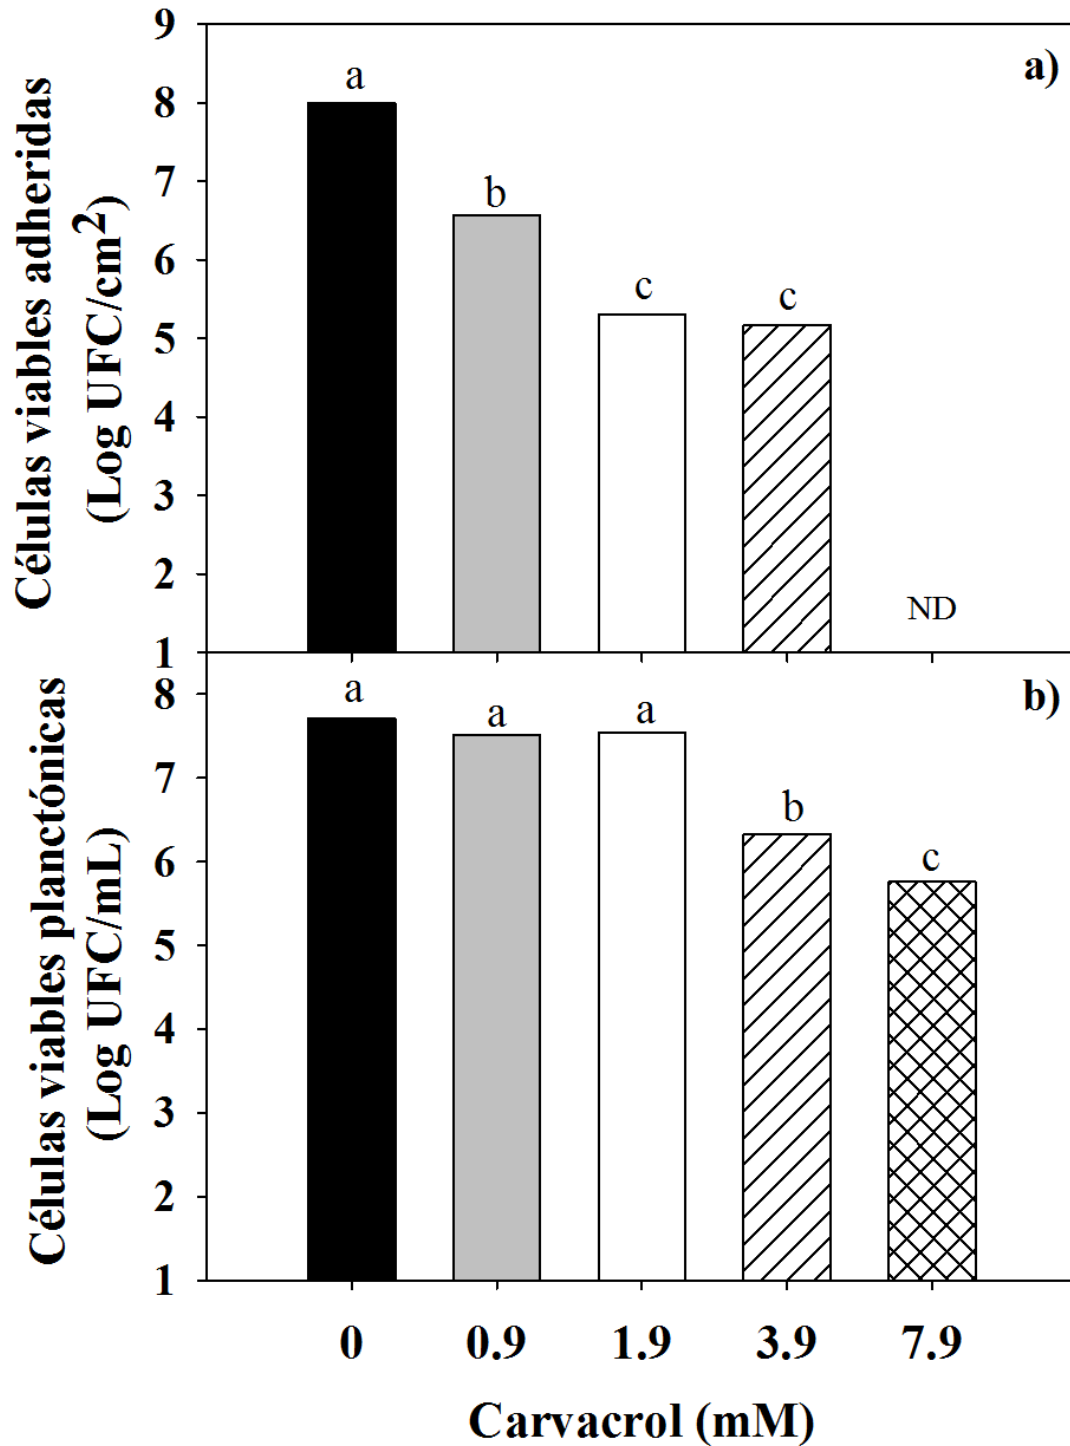 Células viables adheridas
(Log UFC/cm²)
9
8
7
6
5
4
3
2
1
a
b
c
c
ND
a)
Células viables planctónicas
(Log UFC/mL)
8
7
6
5
4
3
2
1
a
a
a
b
c
b)
0 0.9 1.9 3.9 7.9
Carvacrol (mM)